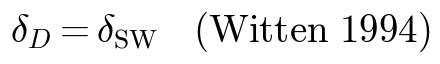 δ_D = δ_SW (Witten 1994)